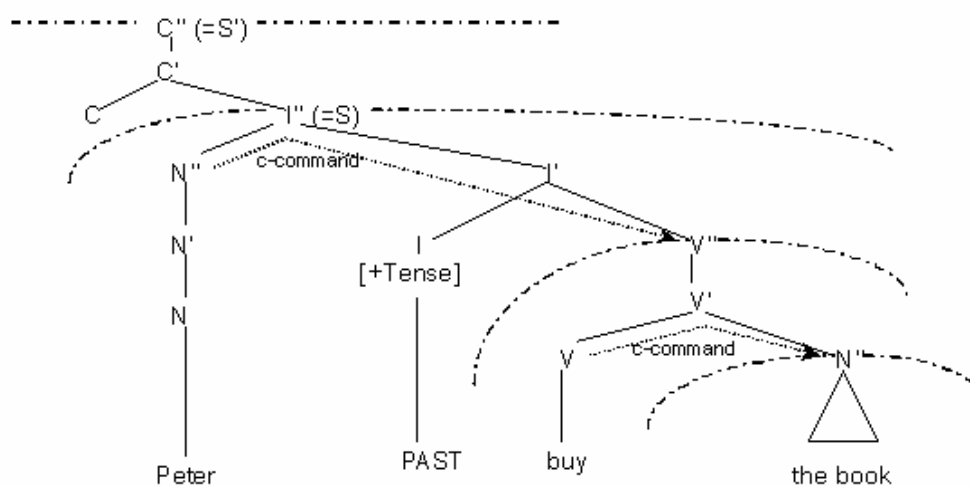 C'' (=S')
C'
C
I'' (=S)
N'' c-command I'
N' I V''
[+Tense]
N V'
V c-command N''
Peter PAST buy the book